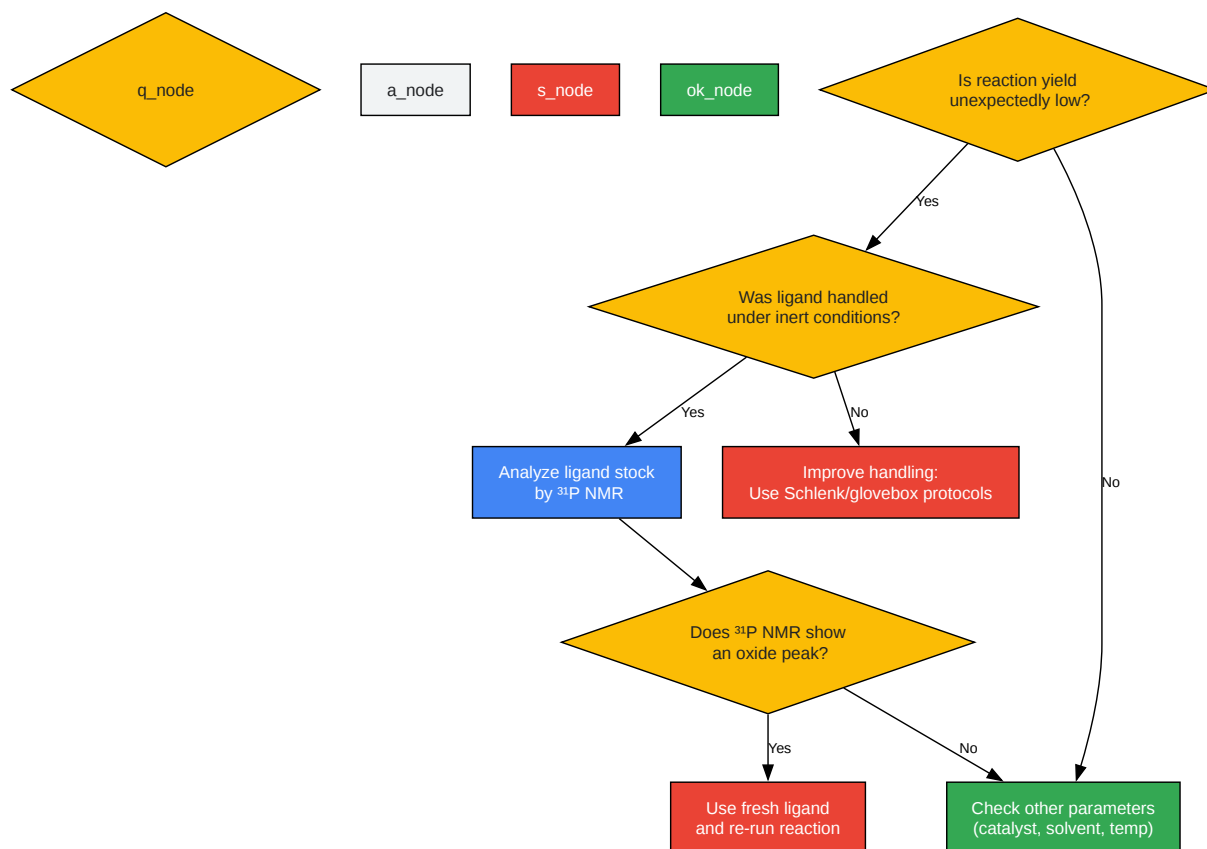 q_node
a_node
s_node
ok_node
Is reaction yield
unexpectedly low?
Yes
Was ligand handled
under inert conditions?
Yes
No
No
Analyze ligand stock
by ³¹P NMR
Improve handling:
Use Schlenk/glovebox protocols
Does ³¹P NMR show
an oxide peak?
Yes
No
Use fresh ligand
and re-run reaction
Check other parameters
(catalyst, solvent, temp)